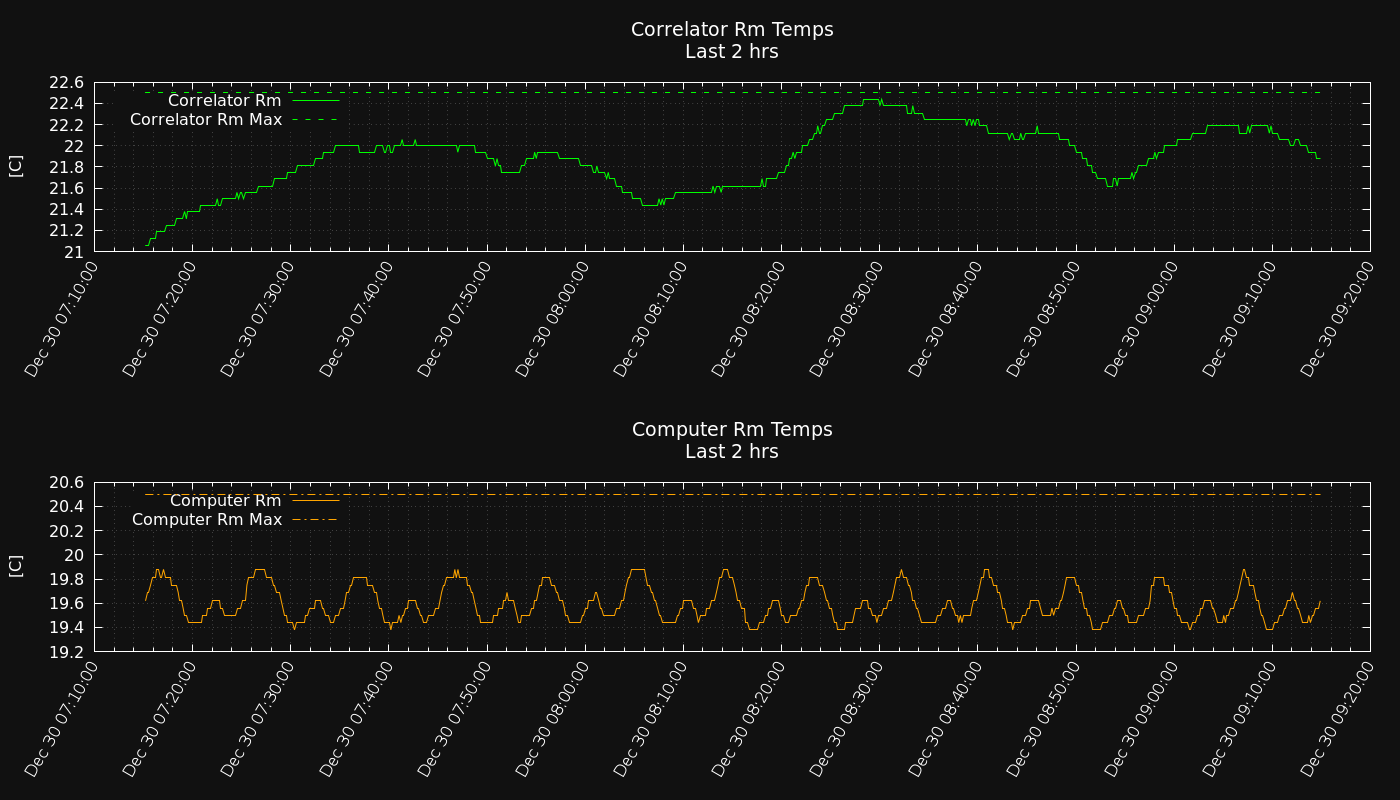 Correlator Rm Temps
Last 2 hrs
22.6
22.4
22.2
22
21.8
21.6
21.4
21.2
21
[C]
Correlator Rm
Correlator Rm Max
Dec 30 07:10:00
Dec 30 07:20:00
Dec 30 07:30:00
Dec 30 07:40:00
Dec 30 07:50:00
Dec 30 08:00:00
Dec 30 08:10:00
Dec 30 08:20:00
Dec 30 08:30:00
Dec 30 08:40:00
Dec 30 08:50:00
Dec 30 09:00:00
Dec 30 09:10:00
Dec 30 09:20:00
Computer Rm Temps
Last 2 hrs
20.6
20.4
20.2
20
19.8
19.6
19.4
19.2
[C]
Computer Rm
Computer Rm Max
Dec 30 07:10:00
Dec 30 07:20:00
Dec 30 07:30:00
Dec 30 07:40:00
Dec 30 07:50:00
Dec 30 08:00:00
Dec 30 08:10:00
Dec 30 08:20:00
Dec 30 08:30:00
Dec 30 08:40:00
Dec 30 08:50:00
Dec 30 09:00:00
Dec 30 09:10:00
Dec 30 09:20:00